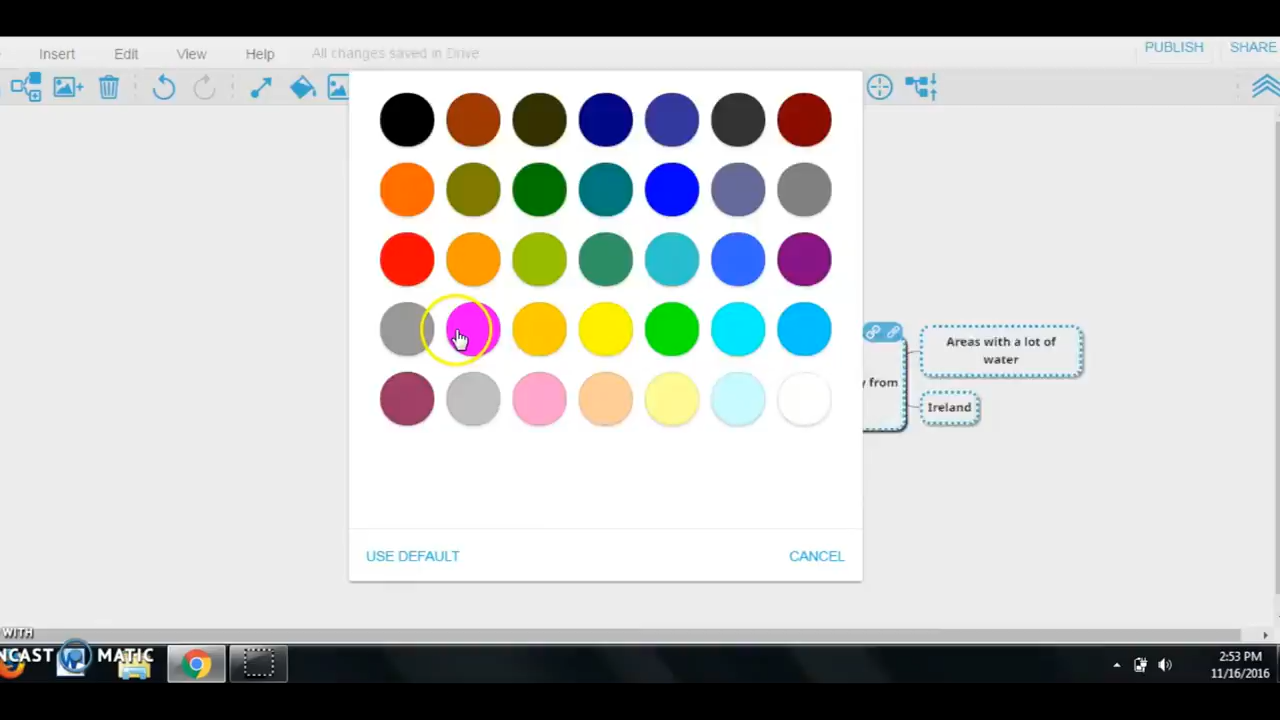 Insert Edit View Help All changes saved in Drive PUBLISH SHARE
Areas with a lot of
water
y from
Ireland
USE DEFAULT CANCEL
WITH
NCAST MATIC
2:53 PM
11/16/2016